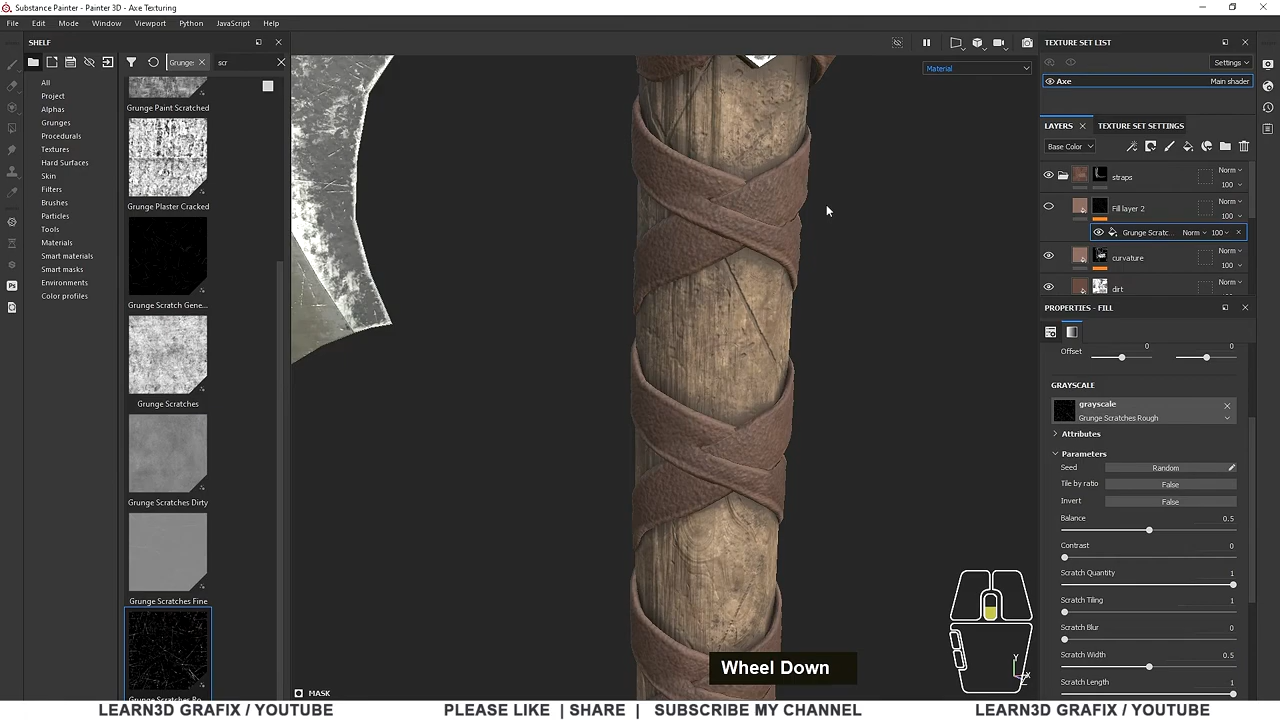 Substance Painter - Painter 3D - Axe Texturing
File Edit Mode Window Viewport Python JavaScript Help
SHELF
Grunge scr
All
Project
Alphas
Grunges
Procedurals
Textures
Hard Surfaces
Skin
Filters
Brushes
Particles
Tools
Materials
Smart materials
Smart masks
Environments
Color profiles
Grunge Paint Scratched
Grunge Plaster Cracked
Grunge Scratch Gene...
Grunge Scratches
Grunge Scratches Dirty
Grunge Scratches Fine
Material
MASK
Wheel Down
Y
X
TEXTURE SET LIST
Settings
Axe Main shader
LAYERS TEXTURE SET SETTINGS
Base Color
straps Norm
100
Fill layer 2 Norm
100
Grunge Scratc... Norm 100
curvature Norm
100
dirt Norm
100
PROPERTIES - FILL
Offset 0 0
GRAYSCALE
grayscale
Grunge Scratches Rough
Attributes
Parameters
Seed Random
Tile by ratio False
Invert False
Balance 0.5
Contrast 0
Scratch Quantity 1
Scratch Tiling 1
Scratch Blur 0
Scratch Width 0.5
Scratch Length 1
Ps
LEARN3D GRAFIX / YOUTUBE PLEASE LIKE | SHARE | SUBSCRIBE MY CHANNEL LEARN3D GRAFIX / YOUTUBE